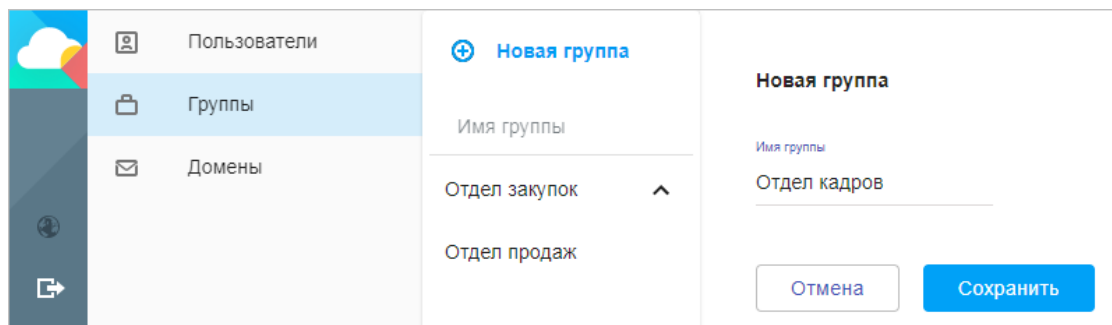 Пользователи
Группы
Домены
Новая группа
Имя группы
Отдел закупок
Отдел продаж
Новая группа
Имя группы
Отдел кадров
Отмена
Сохранить